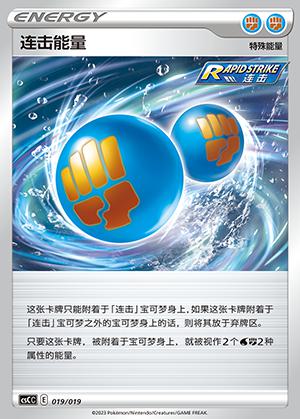 ENERGY
连击能量
特殊能量
RAPID STRIKE
连击
这张卡牌只能附着于「连击」宝可梦身上,如果这张卡牌附着于
「连击」宝可梦之外的宝可梦身上的话,则将其放于弃牌区。
只要这张卡牌,被附着于宝可梦身上,就被视作2个2种
属性的能量。
csCC E 019/019
©2023 Pokémon/Nintendo/Creatures/GAME FREAK.